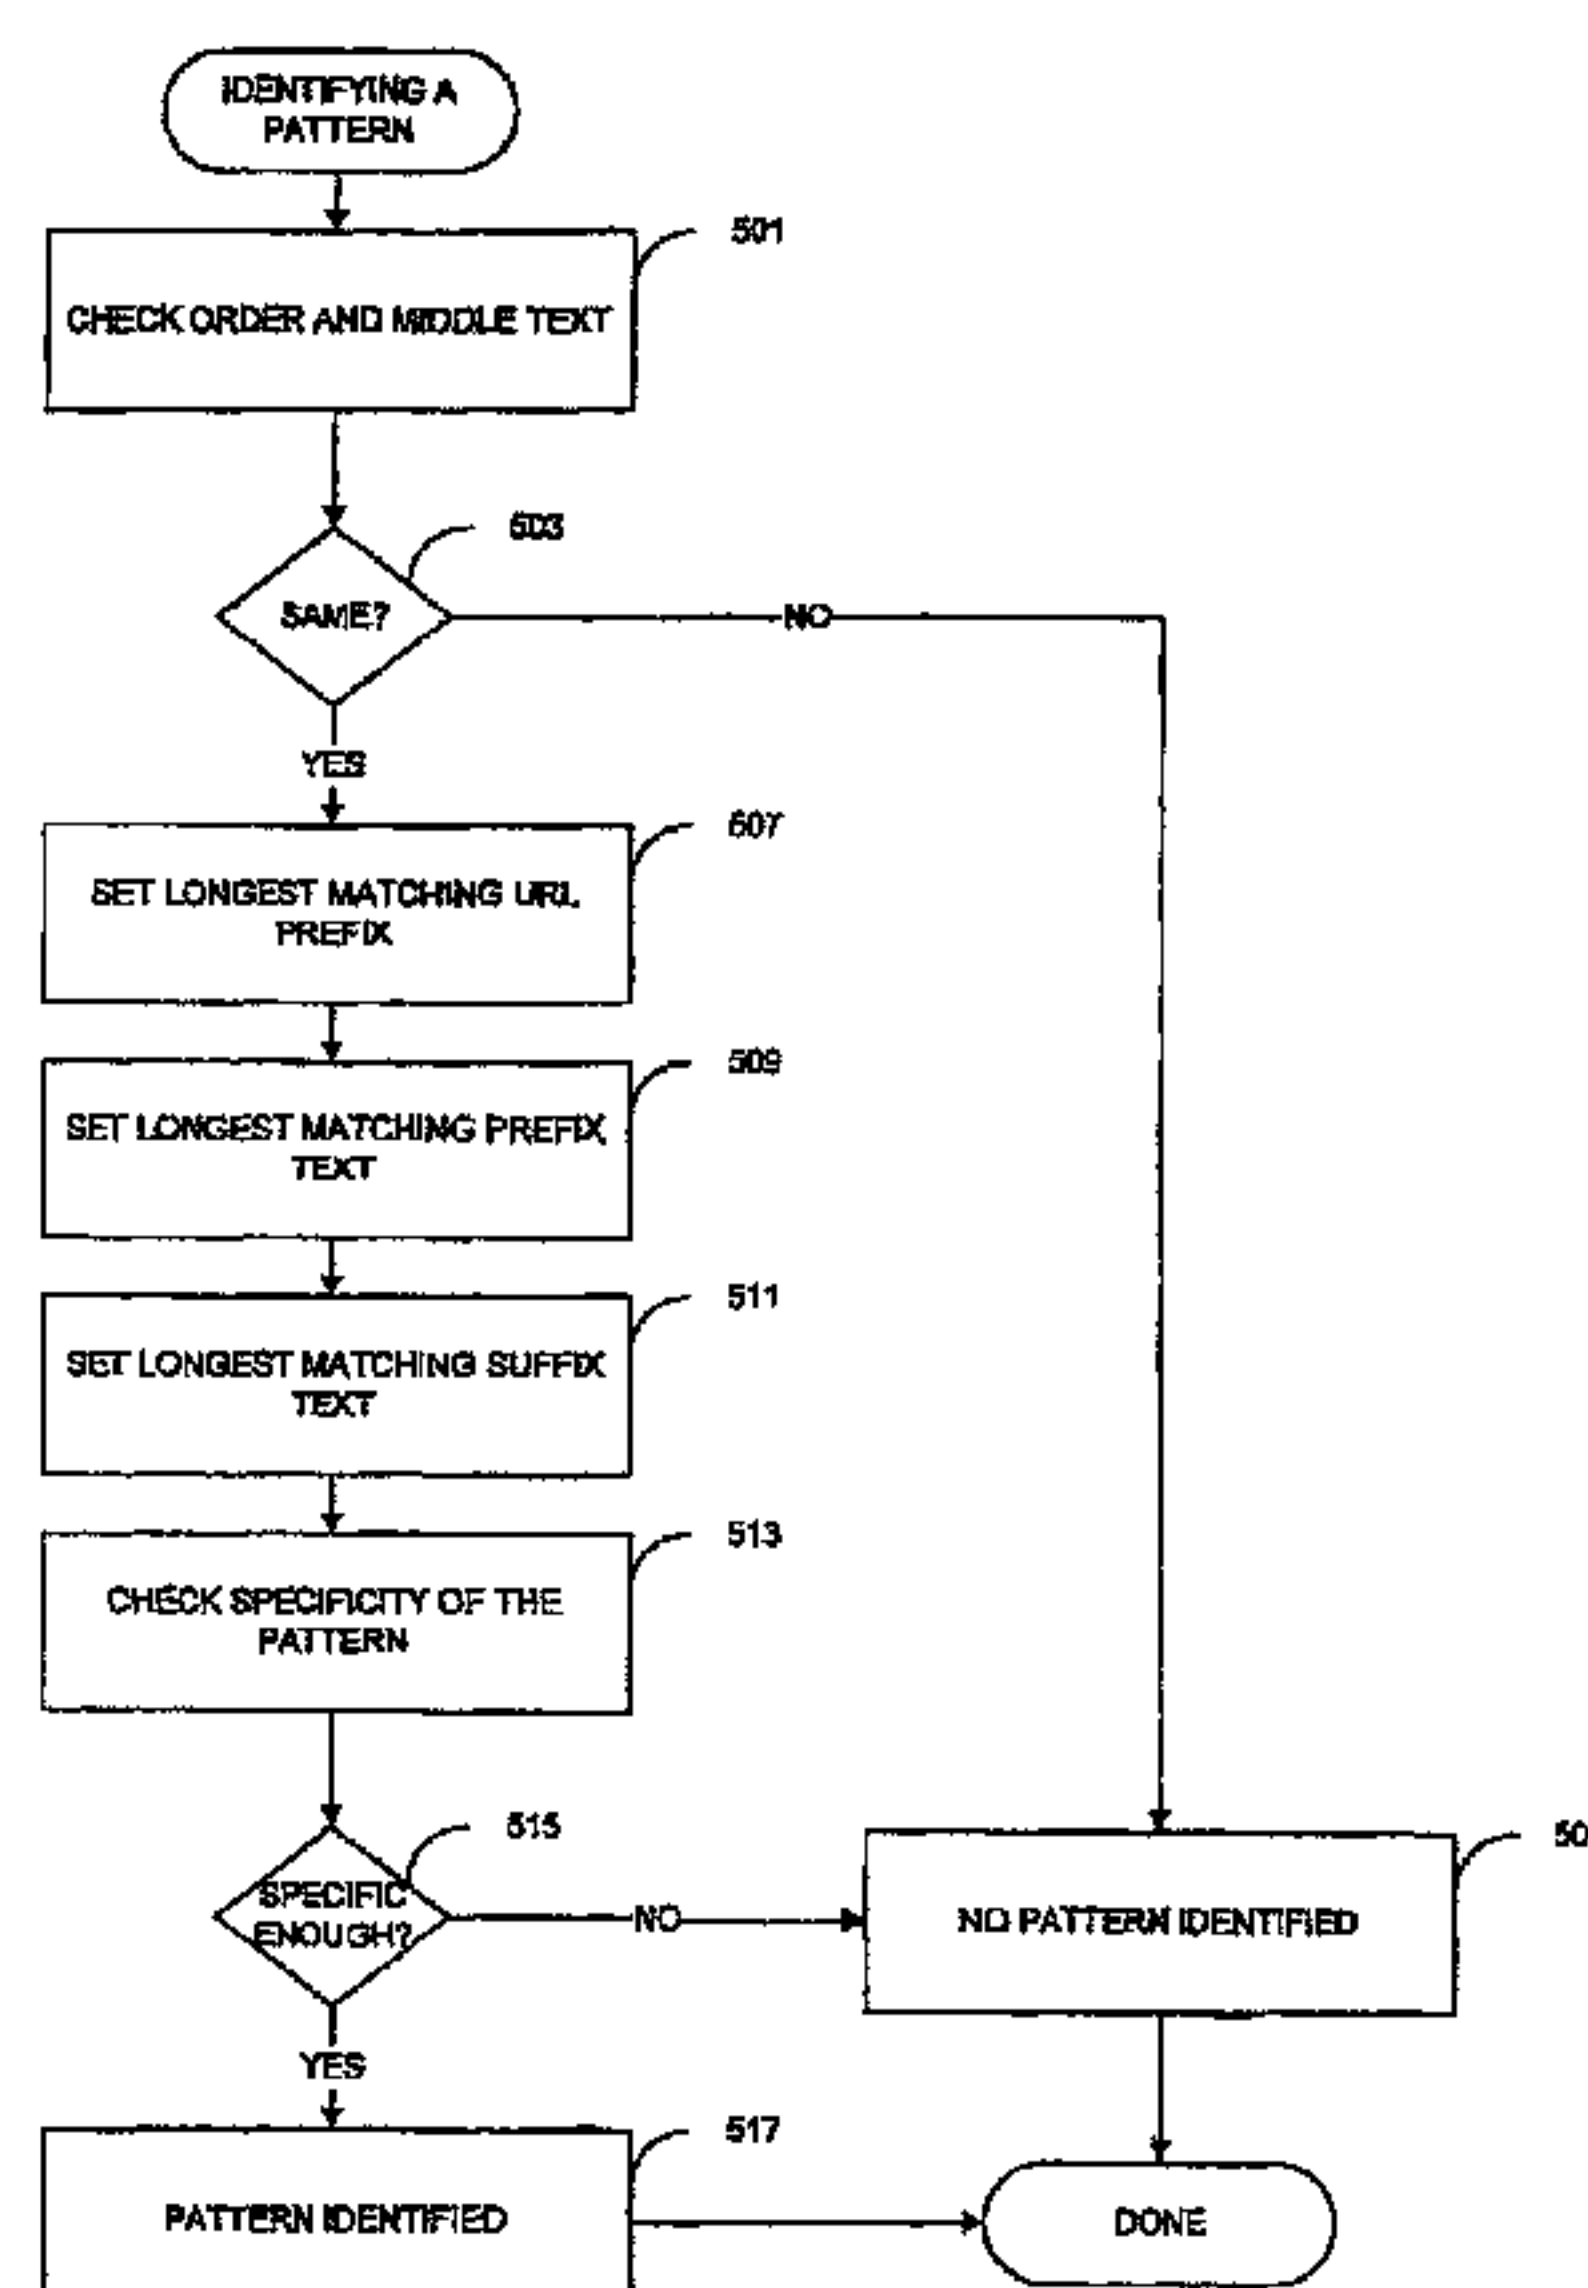 IDENTIFYING A
PATTERN
501
CHECK ORDER AND MIDDLE TEXT
503
SAME?
NO
YES
507
SET LONGEST MATCHING URL
PREFIX
509
SET LONGEST MATCHING PREFIX
TEXT
511
SET LONGEST MATCHING SUFFIX
TEXT
513
CHECK SPECIFICITY OF THE
PATTERN
515
SPECIFIC
ENOUGH?
NO
50
NO PATTERN IDENTIFIED
YES
517
PATTERN IDENTIFIED
DONE